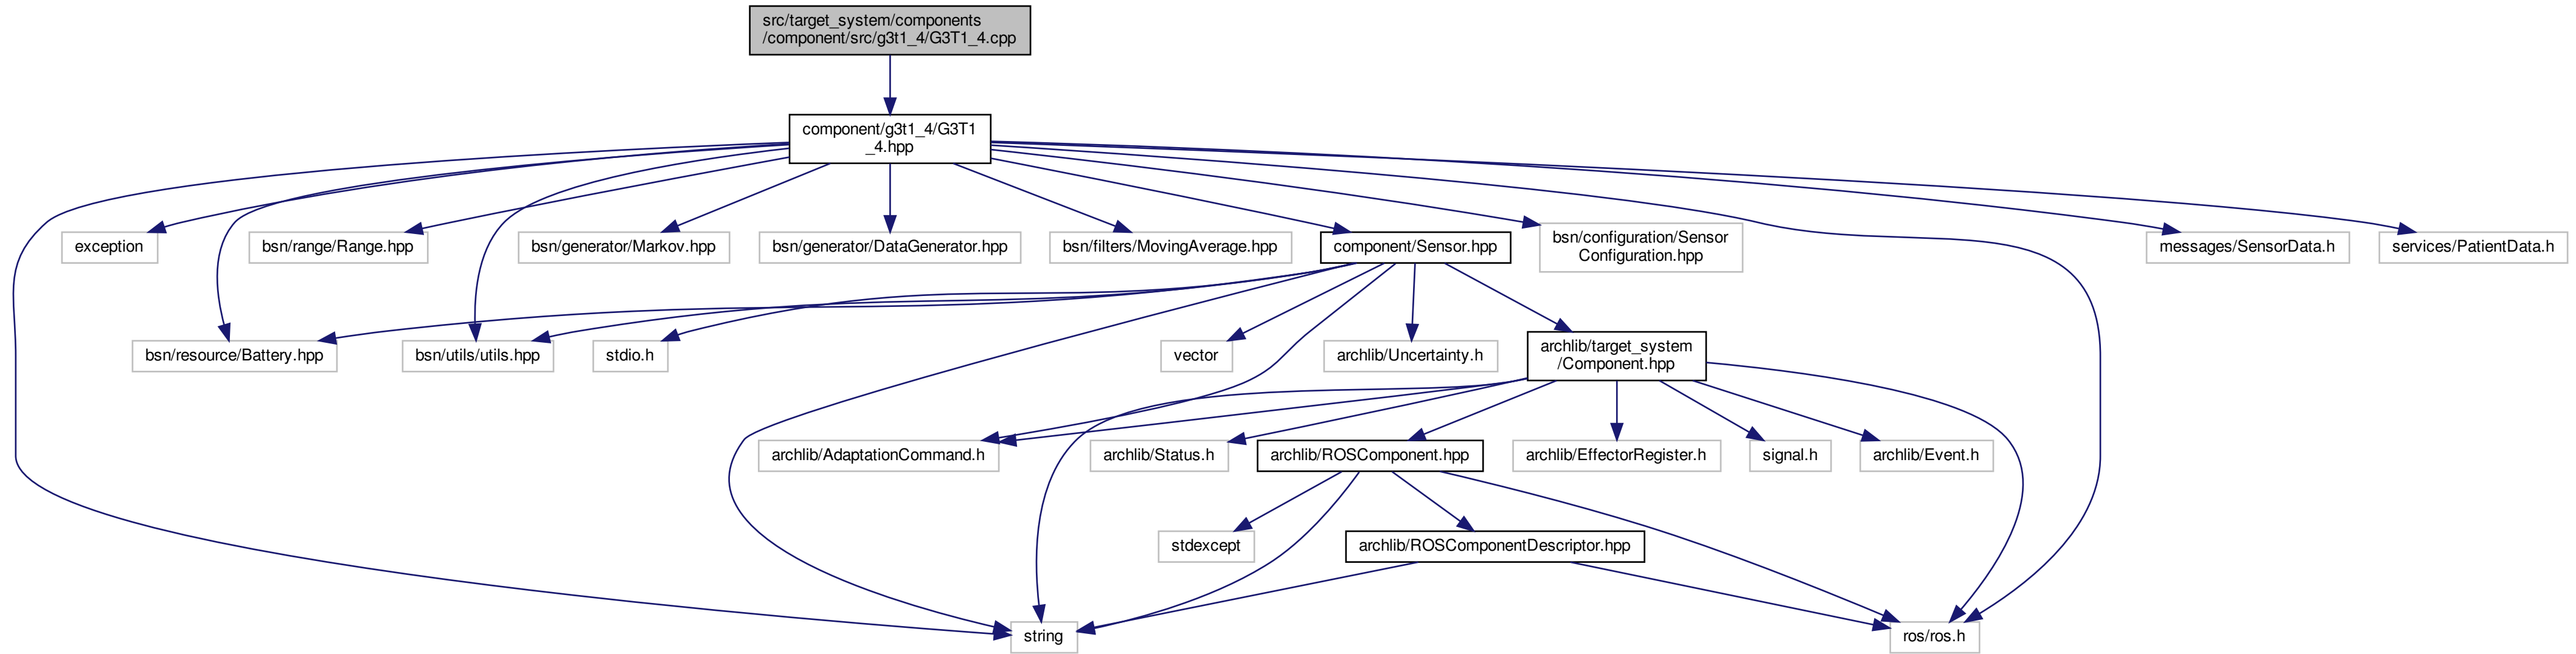 src/target_system/components
/component/src/g3t1_4/G3T1_4.cpp
component/g3t1_4/G3T1
_4.hpp
exception
bsn/range/Range.hpp
bsn/generator/Markov.hpp
bsn/generator/DataGenerator.hpp
bsn/filters/MovingAverage.hpp
component/Sensor.hpp
bsn/configuration/Sensor
Configuration.hpp
messages/SensorData.h
services/PatientData.h
bsn/resource/Battery.hpp
bsn/utils/utils.hpp
stdio.h
vector
archlib/Uncertainty.h
archlib/target_system
/Component.hpp
archlib/AdaptationCommand.h
archlib/Status.h
archlib/ROSComponent.hpp
archlib/EffectorRegister.h
signal.h
archlib/Event.h
stdexcept
archlib/ROSComponentDescriptor.hpp
string
ros/ros.h